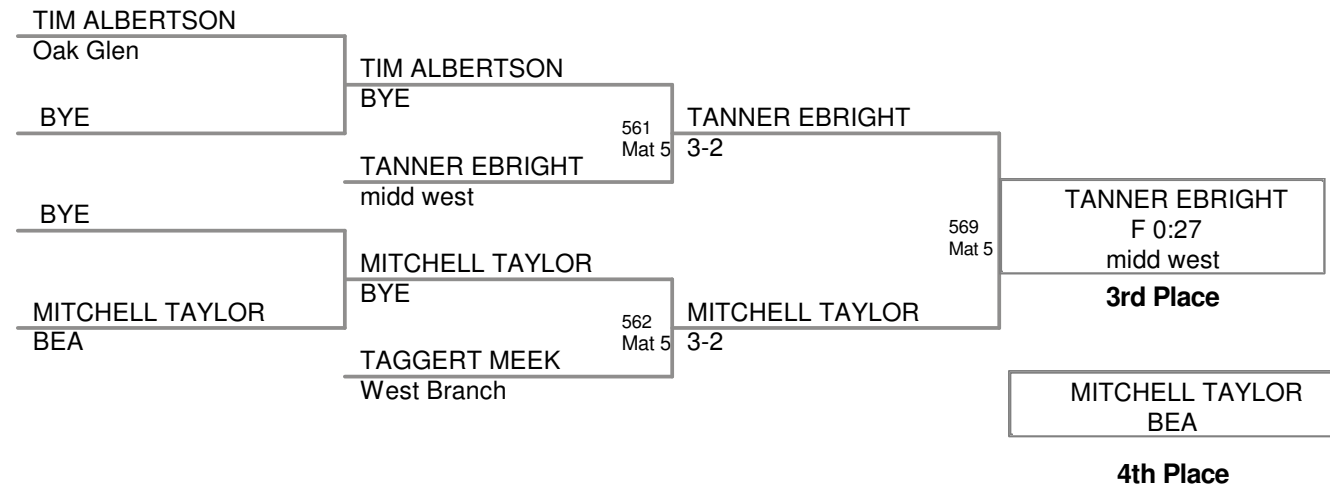 TIM ALBERTSON
Oak Glen
BYE
BYE
MITCHELL TAYLOR
BEA
TIM ALBERTSON
BYE
561
Mat 5
TANNER EBRIGHT
midd west
MITCHELL TAYLOR
BYE
562
Mat 5
TAGGERT MEEK
West Branch
TANNER EBRIGHT
3-2
569
Mat 5
MITCHELL TAYLOR
3-2
TANNER EBRIGHT
F 0:27
midd west
3rd Place
MITCHELL TAYLOR
BEA
4th Place